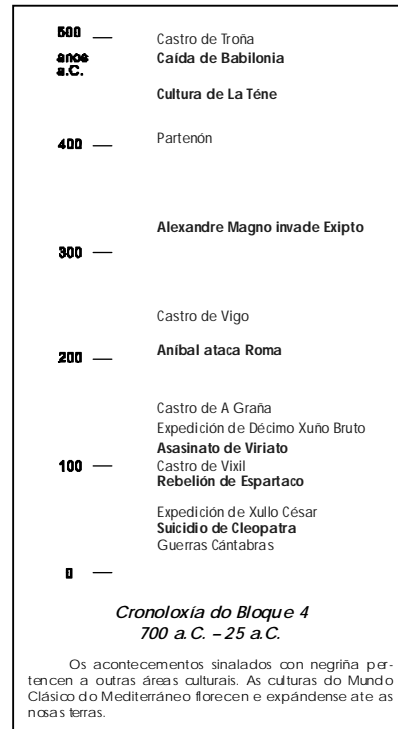 500 Castro de Troña
anos Caída de Babilonia
a.C.
Cultura de La Téne
400 Partenón
Alexandre Magno invade Exipto
300
Castro de Vigo
200 Aníbal ataca Roma
Castro de A Graña
Expedición de Décimo Xuño Bruto
Asasinato de Viriato
100 Castro de Vixil
Rebelión de Espartaco
Expedición de Xullo César
Suicidio de Cleopatra
Guerras Cántabras
0
Cronoloxía do Bloque 4
700 a.C. – 25 a.C.
Os acontecementos sinalados con negriña per-
tencen a outras áreas culturais. As culturas do Mundo
Clásico do Mediterráneo florecen e expándense ate as
nosas terras.